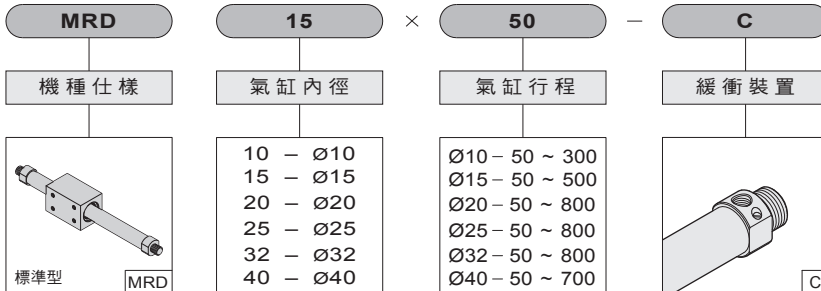 MRD 15 × 50 – C
機種仕樣 氣缸內徑 氣缸行程 緩衝裝置
10 – Ø10
15 – Ø15
20 – Ø20
25 – Ø25
32 – Ø32
40 – Ø40
Ø10 – 50 ~ 300
Ø15 – 50 ~ 500
Ø20 – 50 ~ 800
Ø25 – 50 ~ 800
Ø32 – 50 ~ 800
Ø40 – 50 ~ 700
標準型 MRD
C